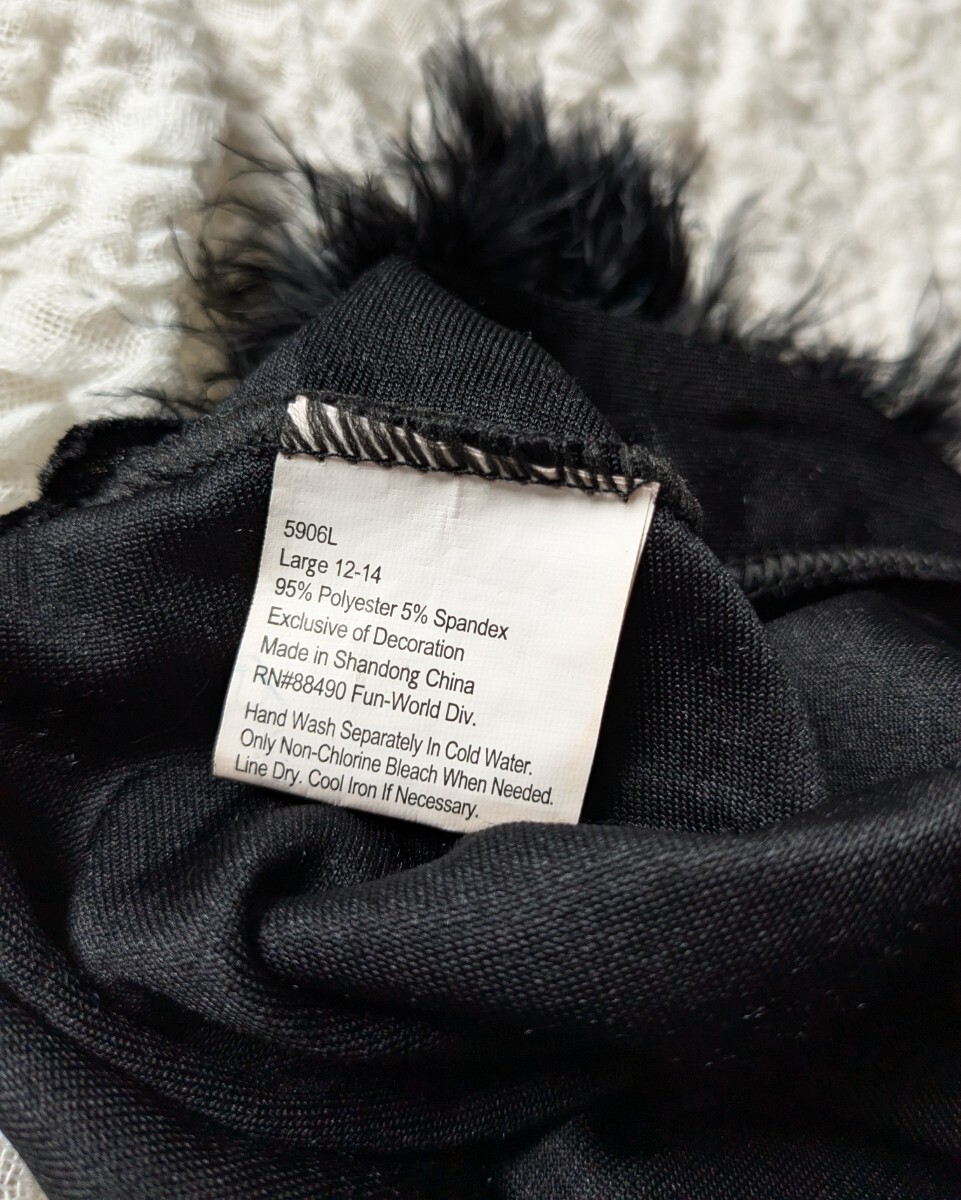 5906L
Large 12-14
95% Polyester 5% Spandex
Exclusive of Decoration
Made in Shandong China
RN#88490 Fun-World Div.
Hand Wash Separately In Cold Water.
Only Non-Chlorine Bleach When Needed.
Line Dry. Cool Iron If Necessary.